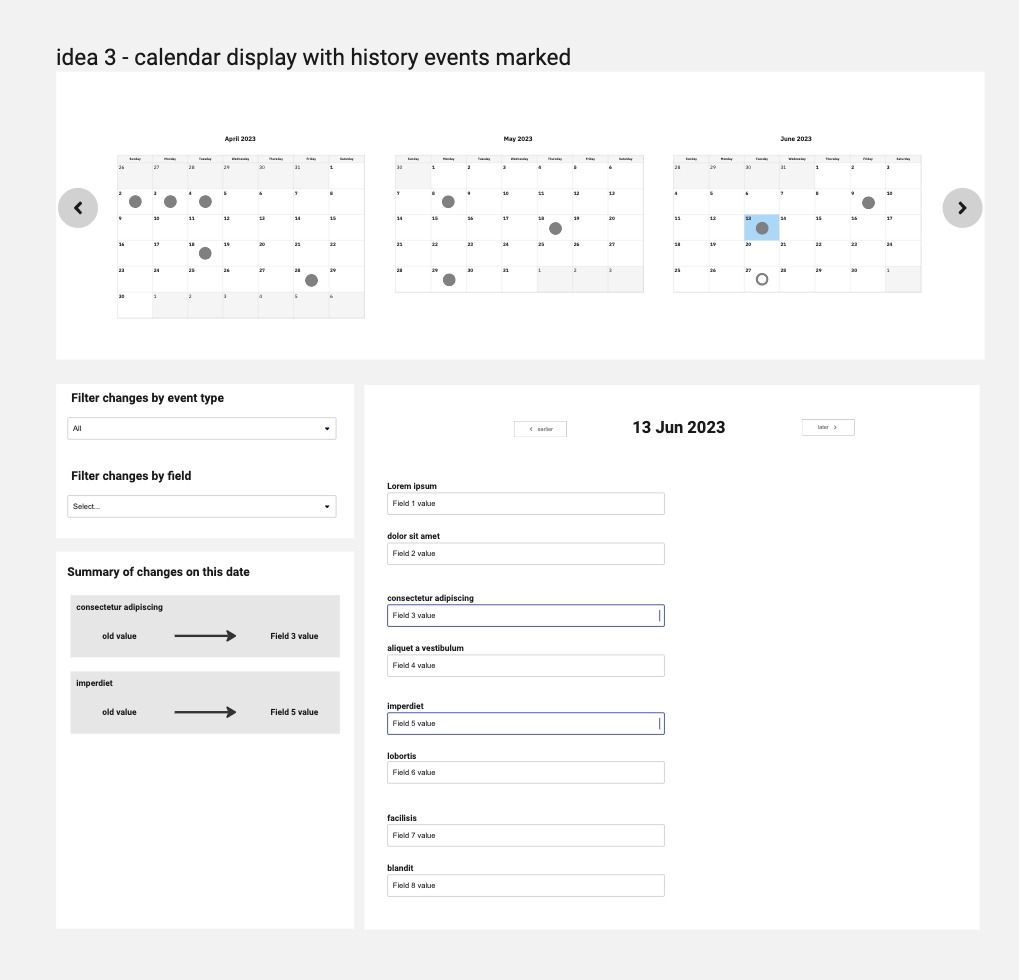 idea 3 - calendar display with history events marked
April 2023
Sunday Monday Tuesday Wednesday Thursday Friday Saturday
26 27 28 29 30 31 1
2 3 4 5 6 7 8
9 10 11 12 13 14 15
16 17 18 19 20 21 22
23 24 25 26 27 28 29
30 1 2 3 4 5 6
May 2023
Sunday Monday Tuesday Wednesday Thursday Friday Saturday
30 1 2 3 4 5 6
7 8 9 10 11 12 13
14 15 16 17 18 19 20
21 22 23 24 25 26 27
28 29 30 31 1 2 3
June 2023
Sunday Monday Tuesday Wednesday Thursday Friday Saturday
28 29 30 31 1 2 3
4 5 6 7 8 9 10
11 12 13 14 15 16 17
18 19 20 21 22 23 24
25 26 27 28 29 30 1
Filter changes by event type
All
Filter changes by field
Select...
Summary of changes on this date
consectetur adipiscing
old value Field 3 value
imperdiet
old value Field 5 value
earlier 13 Jun 2023 later
Lorem ipsum
Field 1 value
dolor sit amet
Field 2 value
consectetur adipiscing
Field 3 value
aliquet a vestibulum
Field 4 value
imperdiet
Field 5 value
lobortis
Field 6 value
facilisis
Field 7 value
blandit
Field 8 value